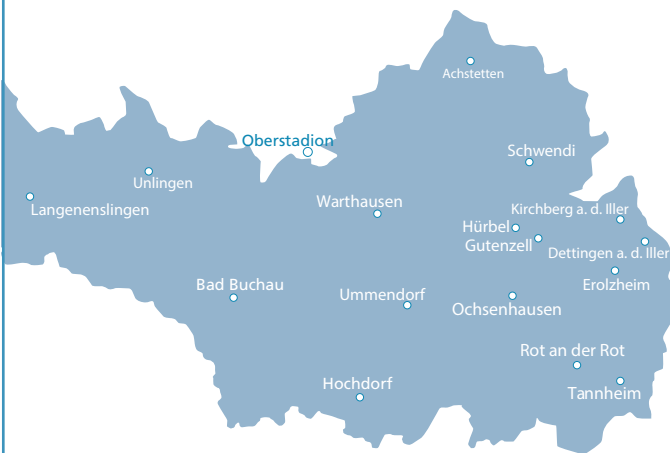 Achstetten
Oberstadion
Schwendi
Unlingen
Warthausen
Langenenslingen
Kirchberg a. d. Iller
Hürbel
Gutenzell
Dettingen a. d. Iller
Bad Buchau
Erolzheim
Ummendorf
Ochsenhausen
Rot an der Rot
Hochdorf
Tannheim